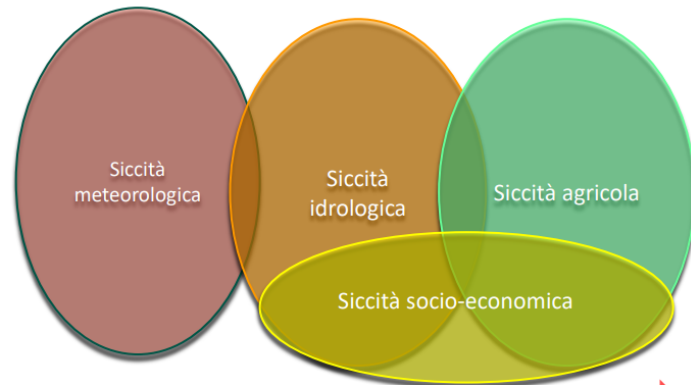 Siccità
meteorologica
Siccità
idrologica
Siccità agricola
Siccità socio-economica